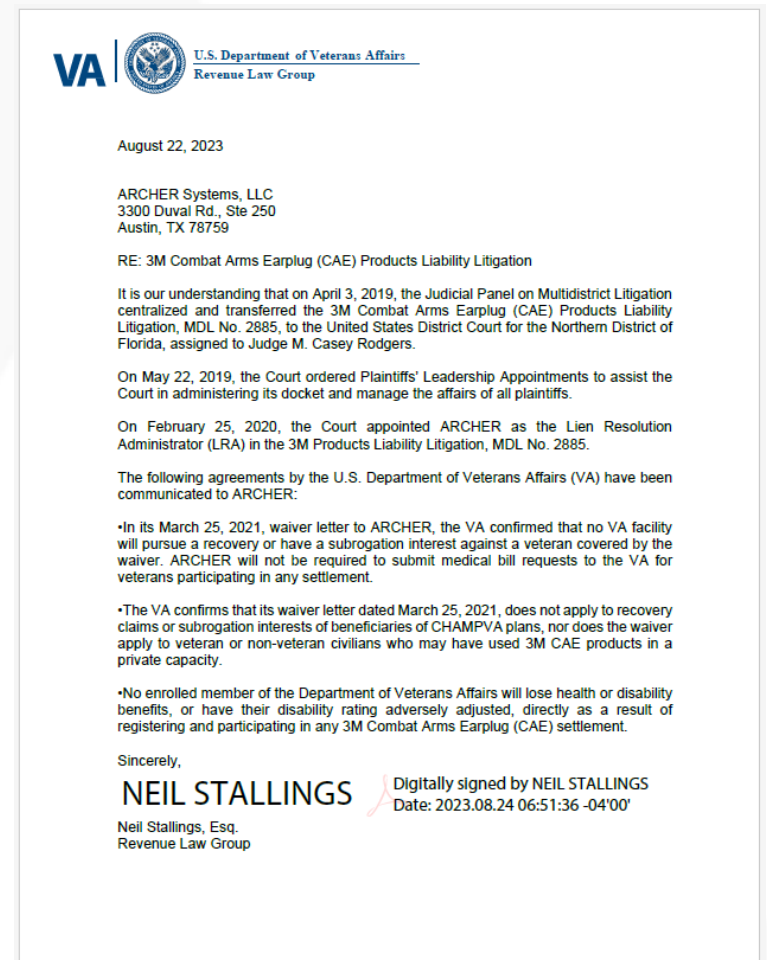 VA
U.S. Department of Veterans Affairs
Revenue Law Group
August 22, 2023
ARCHER Systems, LLC
3300 Duval Rd., Ste 250
Austin, TX 78759
RE: 3M Combat Arms Earplug (CAE) Products Liability Litigation
It is our understanding that on April 3, 2019, the Judicial Panel on Multidistrict Litigation
centralized and transferred the 3M Combat Arms Earplug (CAE) Products Liability
Litigation, MDL No. 2885, to the United States District Court for the Northern District of
Florida, assigned to Judge M. Casey Rodgers.
On May 22, 2019, the Court ordered Plaintiffs' Leadership Appointments to assist the
Court in administering its docket and manage the affairs of all plaintiffs.
On February 25, 2020, the Court appointed ARCHER as the Lien Resolution
Administrator (LRA) in the 3M Products Liability Litigation, MDL No. 2885.
The following agreements by the U.S. Department of Veterans Affairs (VA) have been
communicated to ARCHER:
•In its March 25, 2021, waiver letter to ARCHER, the VA confirmed that no VA facility
will pursue a recovery or have a subrogation interest against a veteran covered by the
waiver. ARCHER will not be required to submit medical bill requests to the VA for
veterans participating in any settlement.
•The VA confirms that its waiver letter dated March 25, 2021, does not apply to recovery
claims or subrogation interests of beneficiaries of CHAMPVA plans, nor does the waiver
apply to veteran or non-veteran civilians who may have used 3M CAE products in a
private capacity.
•No enrolled member of the Department of Veterans Affairs will lose health or disability
benefits, or have their disability rating adversely adjusted, directly as a result of
registering and participating in any 3M Combat Arms Earplug (CAE) settlement.
Sincerely,
NEIL STALLINGS
Digitally signed by NEIL STALLINGS
Date: 2023.08.24 06:51:36 -04'00'
Neil Stallings, Esq.
Revenue Law Group